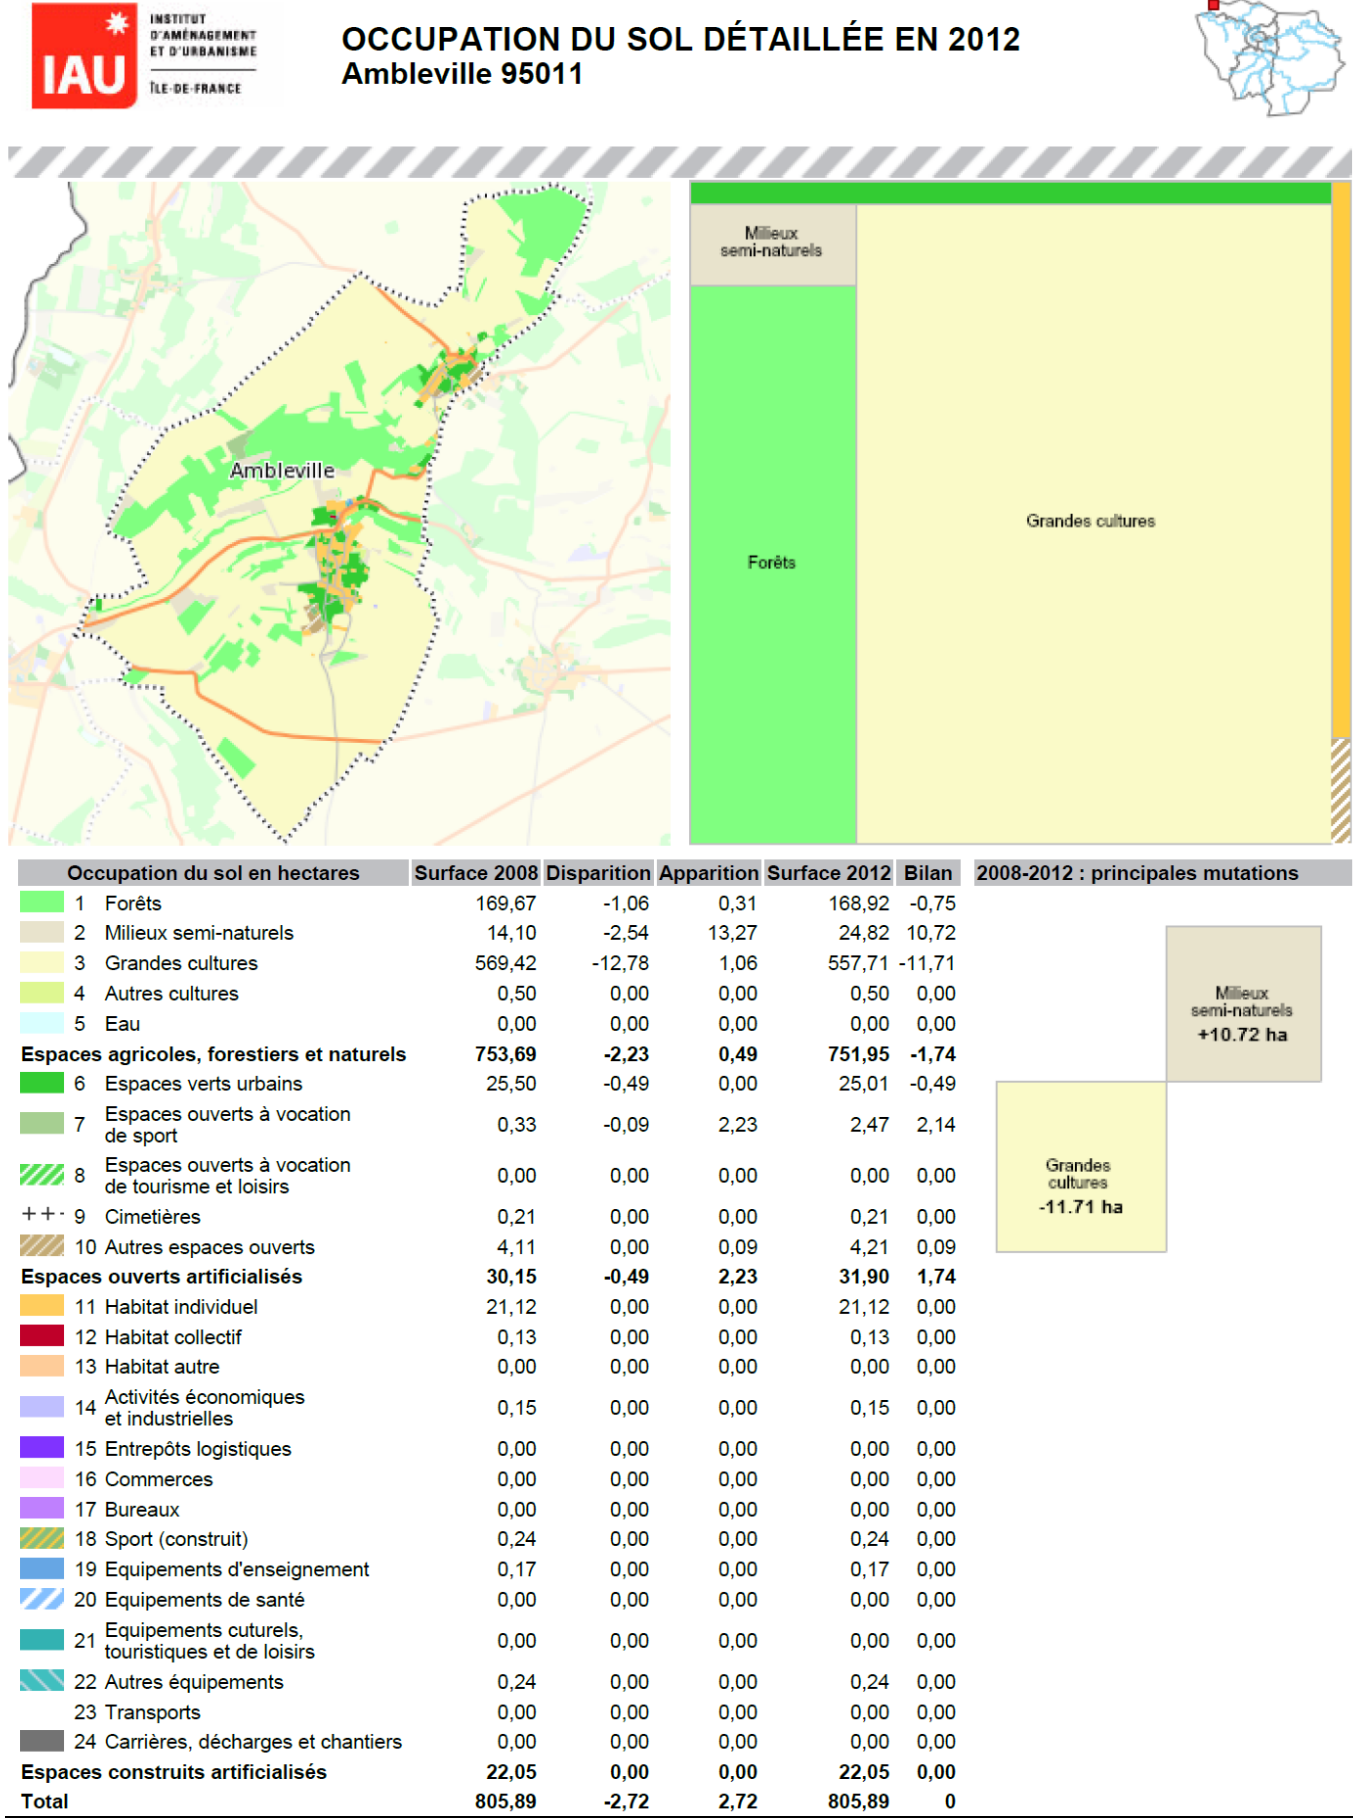 IAU
INSTITUT
D'AMÉNAGEMENT
ET D'URBANISME
ÎLE-DE-FRANCE
OCCUPATION DU SOL DÉTAILLÉE EN 2012
Ambleville 95011
Ambleville
Milieux
semi-naturels
Forêts
Grandes cultures
Occupation du sol en hectares Surface 2008 Disparition Apparition Surface 2012 Bilan
1 Forêts 169,67 -1,06 0,31 168,92 -0,75
2 Milieux semi-naturels 14,10 -2,54 13,27 24,82 10,72
3 Grandes cultures 569,42 -12,78 1,06 557,71 -11,71
4 Autres cultures 0,50 0,00 0,00 0,50 0,00
5 Eau 0,00 0,00 0,00 0,00 0,00
Espaces agricoles, forestiers et naturels 753,69 -2,23 0,49 751,95 -1,74
6 Espaces verts urbains 25,50 -0,49 0,00 25,01 -0,49
7 Espaces ouverts à vocation
de sport 0,33 -0,09 2,23 2,47 2,14
8 Espaces ouverts à vocation
de tourisme et loisirs 0,00 0,00 0,00 0,00 0,00
9 Cimetières 0,21 0,00 0,00 0,21 0,00
10 Autres espaces ouverts 4,11 0,00 0,09 4,21 0,09
Espaces ouverts artificialisés 30,15 -0,49 2,23 31,90 1,74
11 Habitat individuel 21,12 0,00 0,00 21,12 0,00
12 Habitat collectif 0,13 0,00 0,00 0,13 0,00
13 Habitat autre 0,00 0,00 0,00 0,00 0,00
14 Activités économiques
et industrielles 0,15 0,00 0,00 0,15 0,00
15 Entrepôts logistiques 0,00 0,00 0,00 0,00 0,00
16 Commerces 0,00 0,00 0,00 0,00 0,00
17 Bureaux 0,00 0,00 0,00 0,00 0,00
18 Sport (construit) 0,24 0,00 0,00 0,24 0,00
19 Equipements d'enseignement 0,17 0,00 0,00 0,17 0,00
20 Equipements de santé 0,00 0,00 0,00 0,00 0,00
21 Equipements cuturels,
touristiques et de loisirs 0,00 0,00 0,00 0,00 0,00
22 Autres équipements 0,24 0,00 0,00 0,24 0,00
23 Transports 0,00 0,00 0,00 0,00 0,00
24 Carrières, décharges et chantiers 0,00 0,00 0,00 0,00 0,00
Espaces construits artificialisés 22,05 0,00 0,00 22,05 0,00
Total 805,89 -2,72 2,72 805,89 0
2008-2012 : principales mutations
Milieux
semi-naturels
+10.72 ha
Grandes
cultures
-11.71 ha